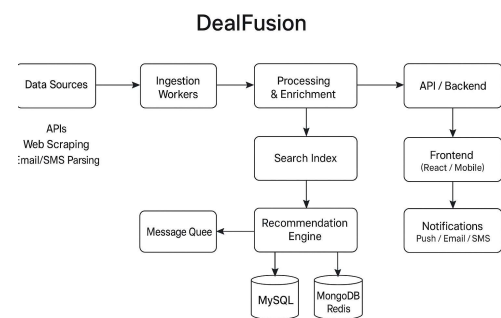 DealFusion
Data Sources
Ingestion
Workers
Processing
& Enrichment
API / Backend
APIs
Web Scraping
Email/SMS Parsing
Search Index
Frontend
(React / Mobile)
Message Quee
Recommendation
Engine
Notifications
Push / Email / SMS
MySQL
MongoDB
Redis